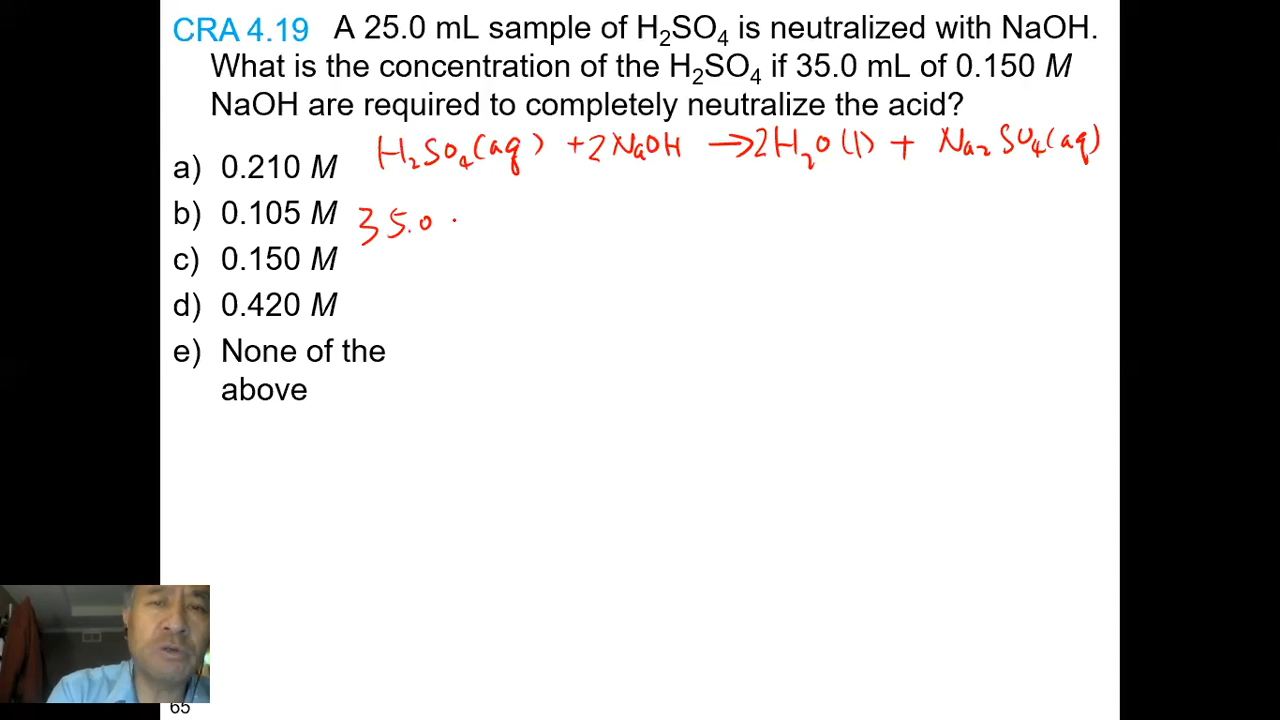 CRA 4.19 A 25.0 mL sample of H₂SO₄ is neutralized with NaOH.
What is the concentration of the H₂SO₄ if 35.0 mL of 0.150 M
NaOH are required to completely neutralize the acid?
H₂SO₄(aq) + 2NaOH → 2H₂O(l) + Na₂SO₄(aq)
a) 0.210 M
b) 0.105 M
35.0 .
c) 0.150 M
d) 0.420 M
e) None of the
above
65